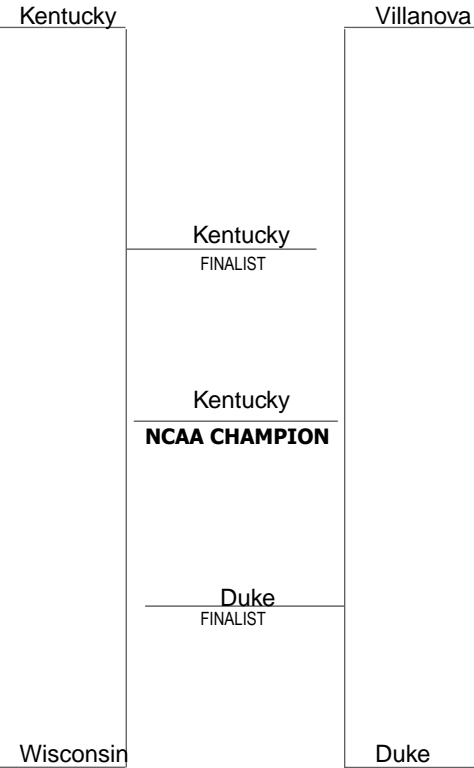 Kentucky
Villanova
Kentucky
FINALIST
Kentucky
NCAA CHAMPION
Duke
FINALIST
Wisconsin
Duke